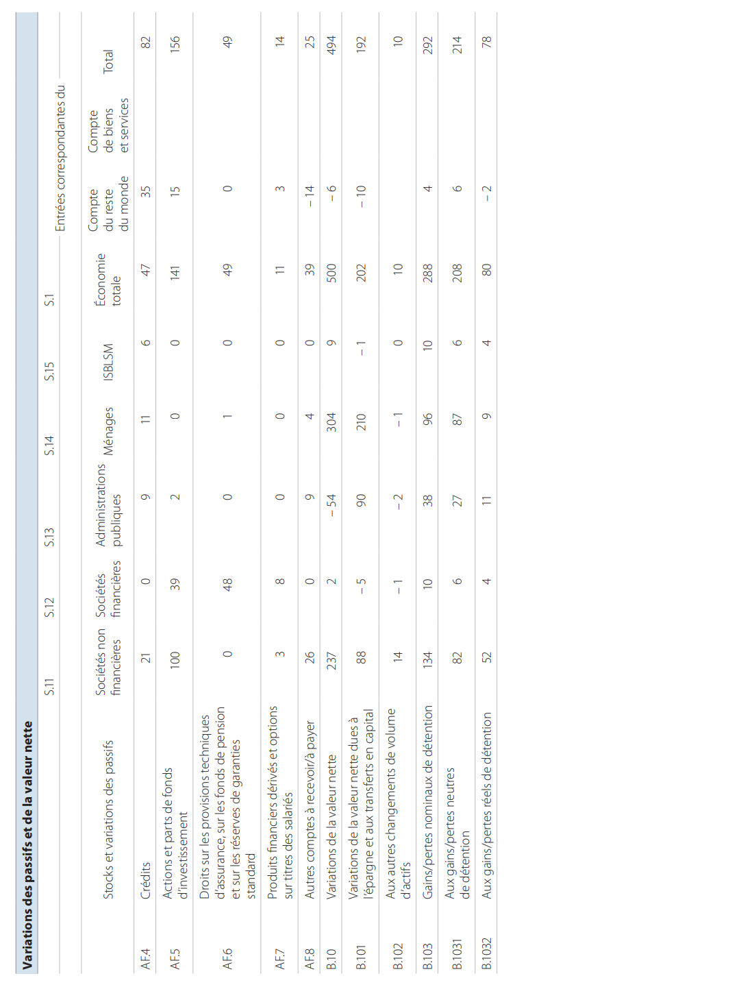 Variations des passifs et de la valeur nette
S.11 S.12 S.13 S.14 S.15 S.1
Entrées correspondantes du
Stocks et variations des passifs Sociétés non financières Sociétés financières Administrations publiques Ménages ISBLSM Économie totale Compte du reste du monde Compte de biens et services Total
AF.4 Crédits 21 0 9 11 6 47 35 82
AF.5 Actions et parts de fonds d’investissement 100 39 2 0 0 141 15 156
AF.6 Droits sur les provisions techniques d’assurance, sur les fonds de pension et sur les réserves de garanties standard 0 48 0 1 0 49 0 49
AF.7 Produits financiers dérivés et options sur titres des salariés 3 8 0 0 0 11 3 14
AF.8 Autres comptes à recevoir/à payer 26 0 9 4 0 39 – 14 25
B.10 Variations de la valeur nette 237 2 – 54 304 9 500 – 6 494
B.101 Variations de la valeur nette dues à l’épargne et aux transferts en capital 88 – 5 90 210 – 1 202 – 10 192
B.102 Aux autres changements de volume d’actifs 14 – 1 – 2 – 1 0 10 10
B.103 Gains/pertes nominaux de détention 134 10 38 96 10 288 4 292
B.1031 Aux gains/pertes neutres de détention 82 6 27 87 6 208 6 214
B.1032 Aux gains/pertes réels de détention 52 4 11 9 4 80 – 2 78